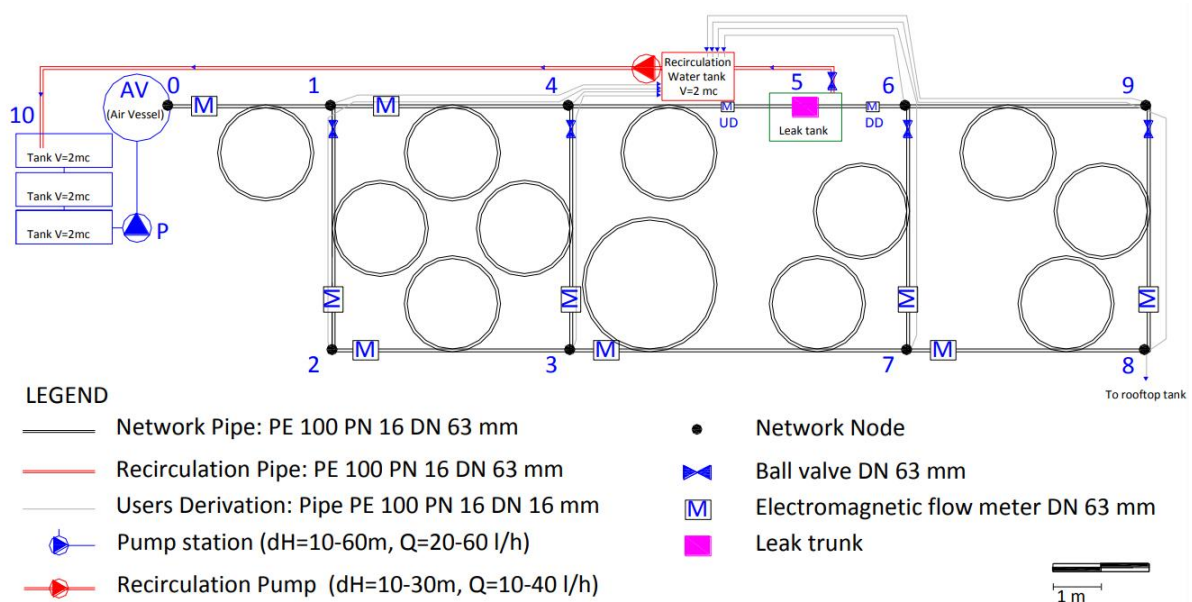 Recirculation
Water tank
V=2 mc
0
1
4
5
6
9
10
AV
(Air Vessel)
M
M
UD
DD
Leak tank
Tank V=2mc
Tank V=2mc
Tank V=2mc
P
M
M
M
M
M
M
M
2
3
7
8
To rooftop tank
LEGEND
Network Pipe: PE 100 PN 16 DN 63 mm
Recirculation Pipe: PE 100 PN 16 DN 63 mm
Users Derivation: Pipe PE 100 PN 16 DN 16 mm
Pump station (dH=10-60m, Q=20-60 l/h)
Recirculation Pump (dH=10-30m, Q=10-40 l/h)
Network Node
Ball valve DN 63 mm
M
Electromagnetic flow meter DN 63 mm
Leak trunk
1 m